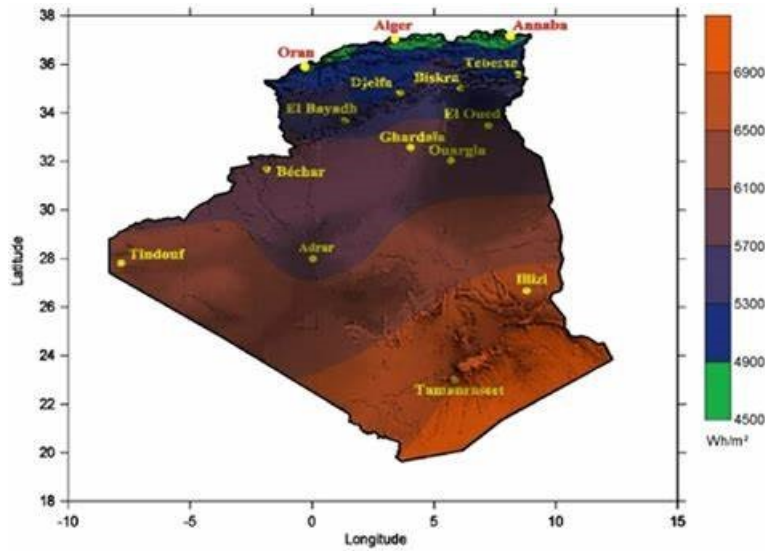 Oran
Alger
Annaba
Tebessa
Djelfa
Biskra
El Bayadh
El Oued
Ghardaia
Ouargla
Béchar
Tindouf
Adrar
Illizi
Tamanrasset
38
36
34
32
30
28
26
24
22
20
18
Latitude
-10
-5
0
5
10
15
Longitude
6900
6500
6100
5700
5300
4900
4500
Wh/m²